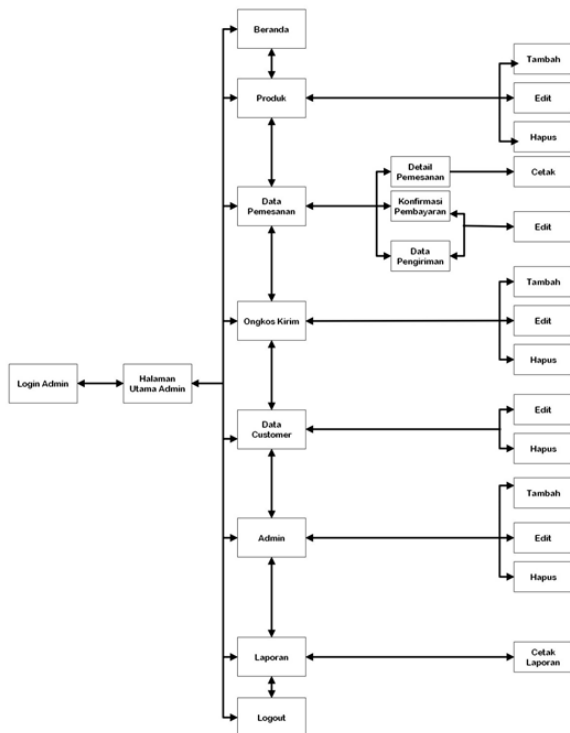 Beranda
Tambah
Produk
Edit
Hapus
Detail
Pemesanan
Cetak
Data
Pemesanan
Konfirmasi
Pembayaran
Edit
Data
Pengiriman
Tambah
Ongkos Kirim
Edit
Hapus
Login Admin
Halaman
Utama Admin
Data
Customer
Edit
Hapus
Tambah
Admin
Edit
Hapus
Laporan
Cetak
Laporan
Logout